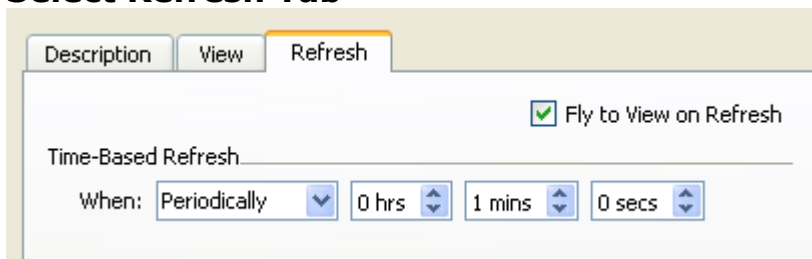 Select Refresh Tab
Description View Refresh
Fly to View on Refresh
Time-Based Refresh
When: Periodically 0 hrs 1 mins 0 secs